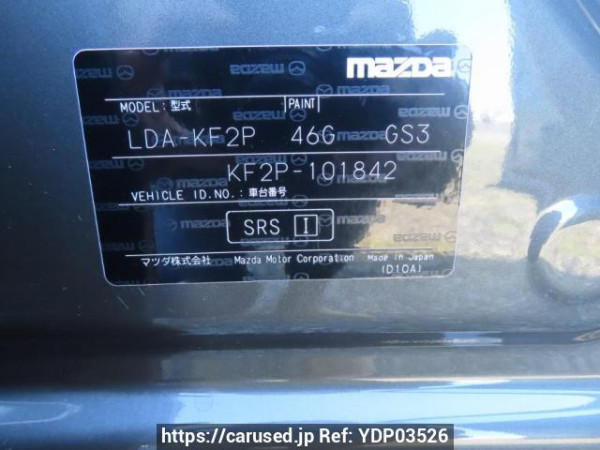 mazda
MODEL: 型式 PAINT
LDA-KF2P 46G GS3
KF2P-101842
VEHICLE ID.NO.: 車台番号
SRS I
マツダ株式会社 Mazda Motor Corporation Made in Japan
(D10A)
https://carused.jp Ref: YDP03526